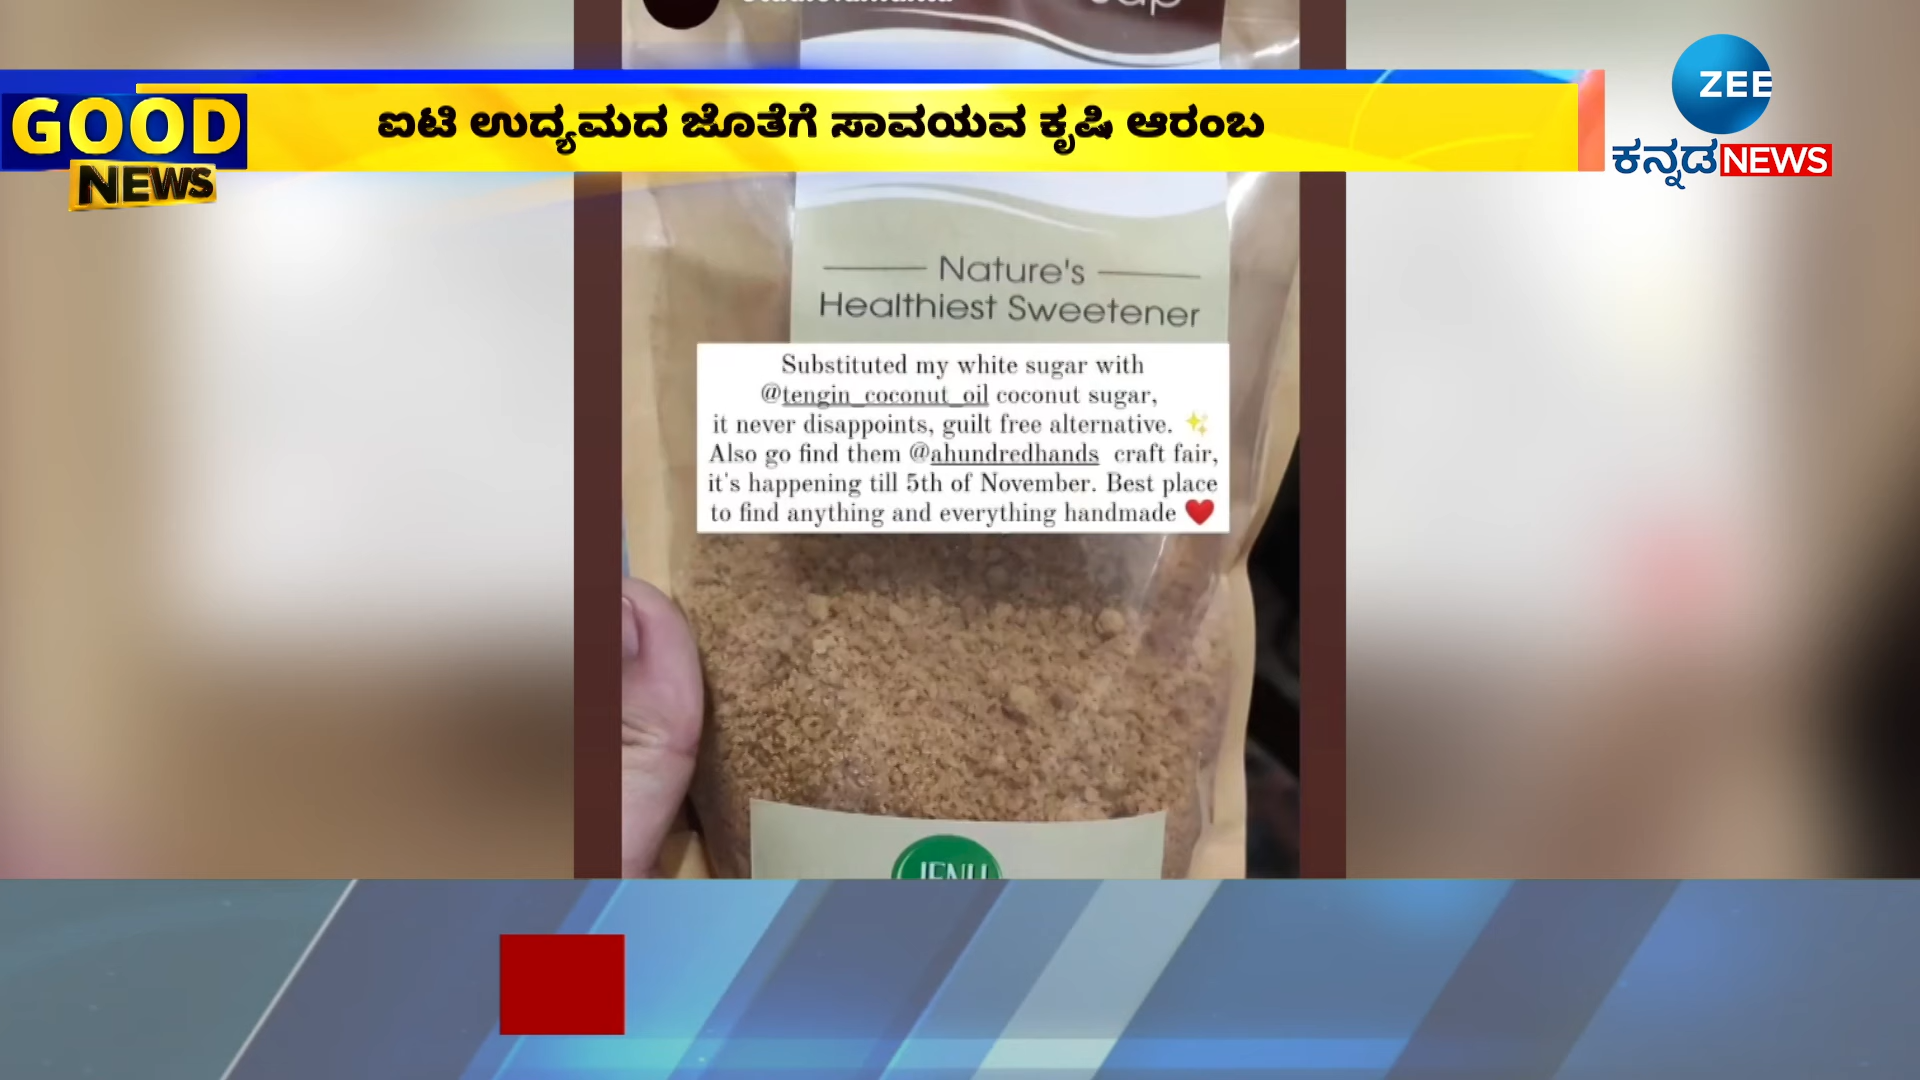 GOOD
NEWS
ಐಟಿ ಉದ್ಯಮದ ಜೊತೆಗೆ ಸಾವಯವ ಕೃಷಿ ಆರಂಬ
ZEE
ಕನ್ನಡ NEWS
Nature's
Healthiest Sweetener
Substituted my white sugar with
@tengin_coconut_oil coconut sugar,
it never disappoints, guilt free alternative. ✨
Also go find them @ahundredhands craft fair,
it's happening till 5th of November. Best place
to find anything and everything handmade ❤️